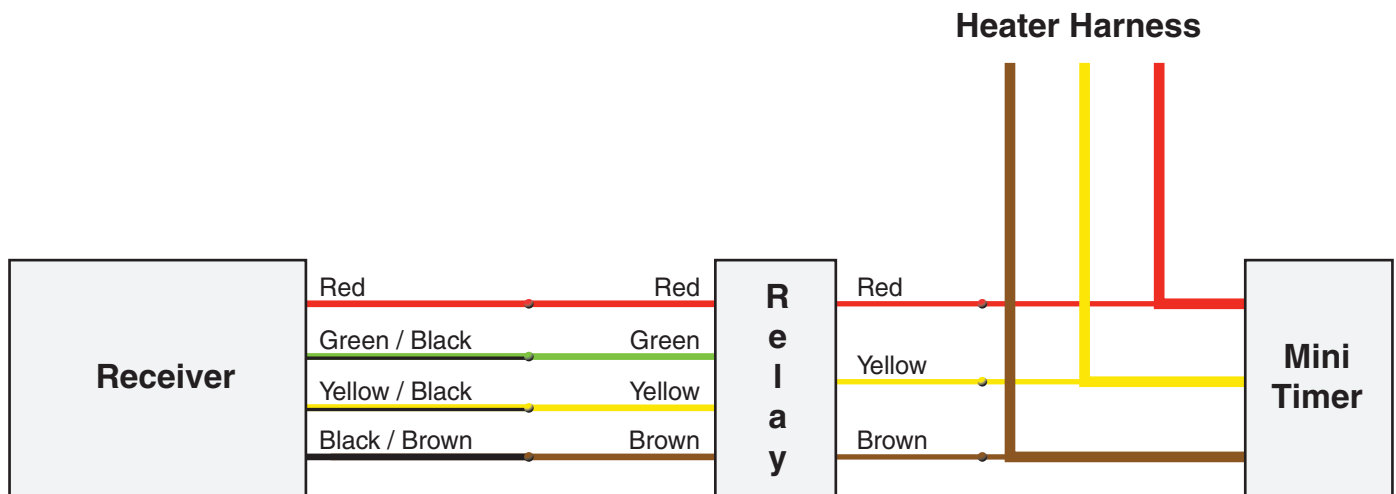 Heater Harness
Receiver
Red
Green / Black
Yellow / Black
Black / Brown
Red
Green
Yellow
Brown
Relay
Red
Yellow
Brown
Mini
Timer